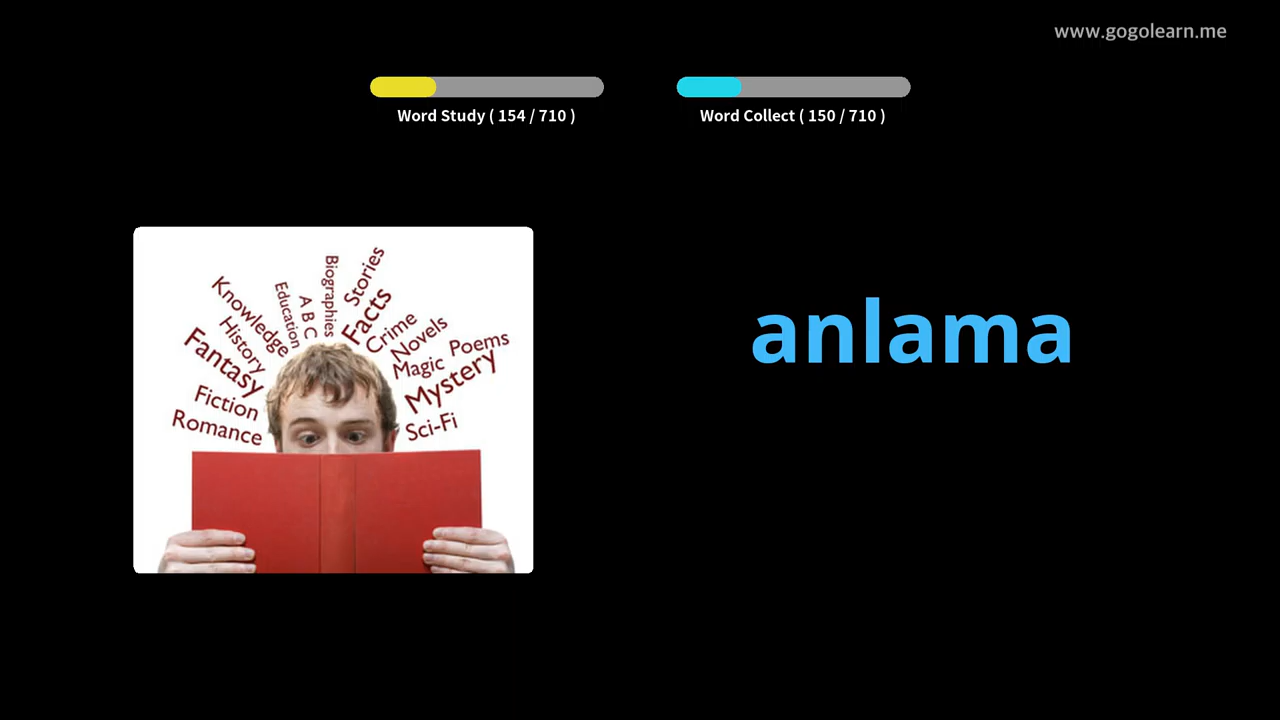 www.gogolearn.me
Word Study ( 154 / 710 )
Word Collect ( 150 / 710 )
anlama
Biographies
Stories
Education
A B C
Facts
Knowledge
Crime
History
Novels
Fantasy
Magic
Poems
Mystery
Fiction
Romance
Sci-Fi